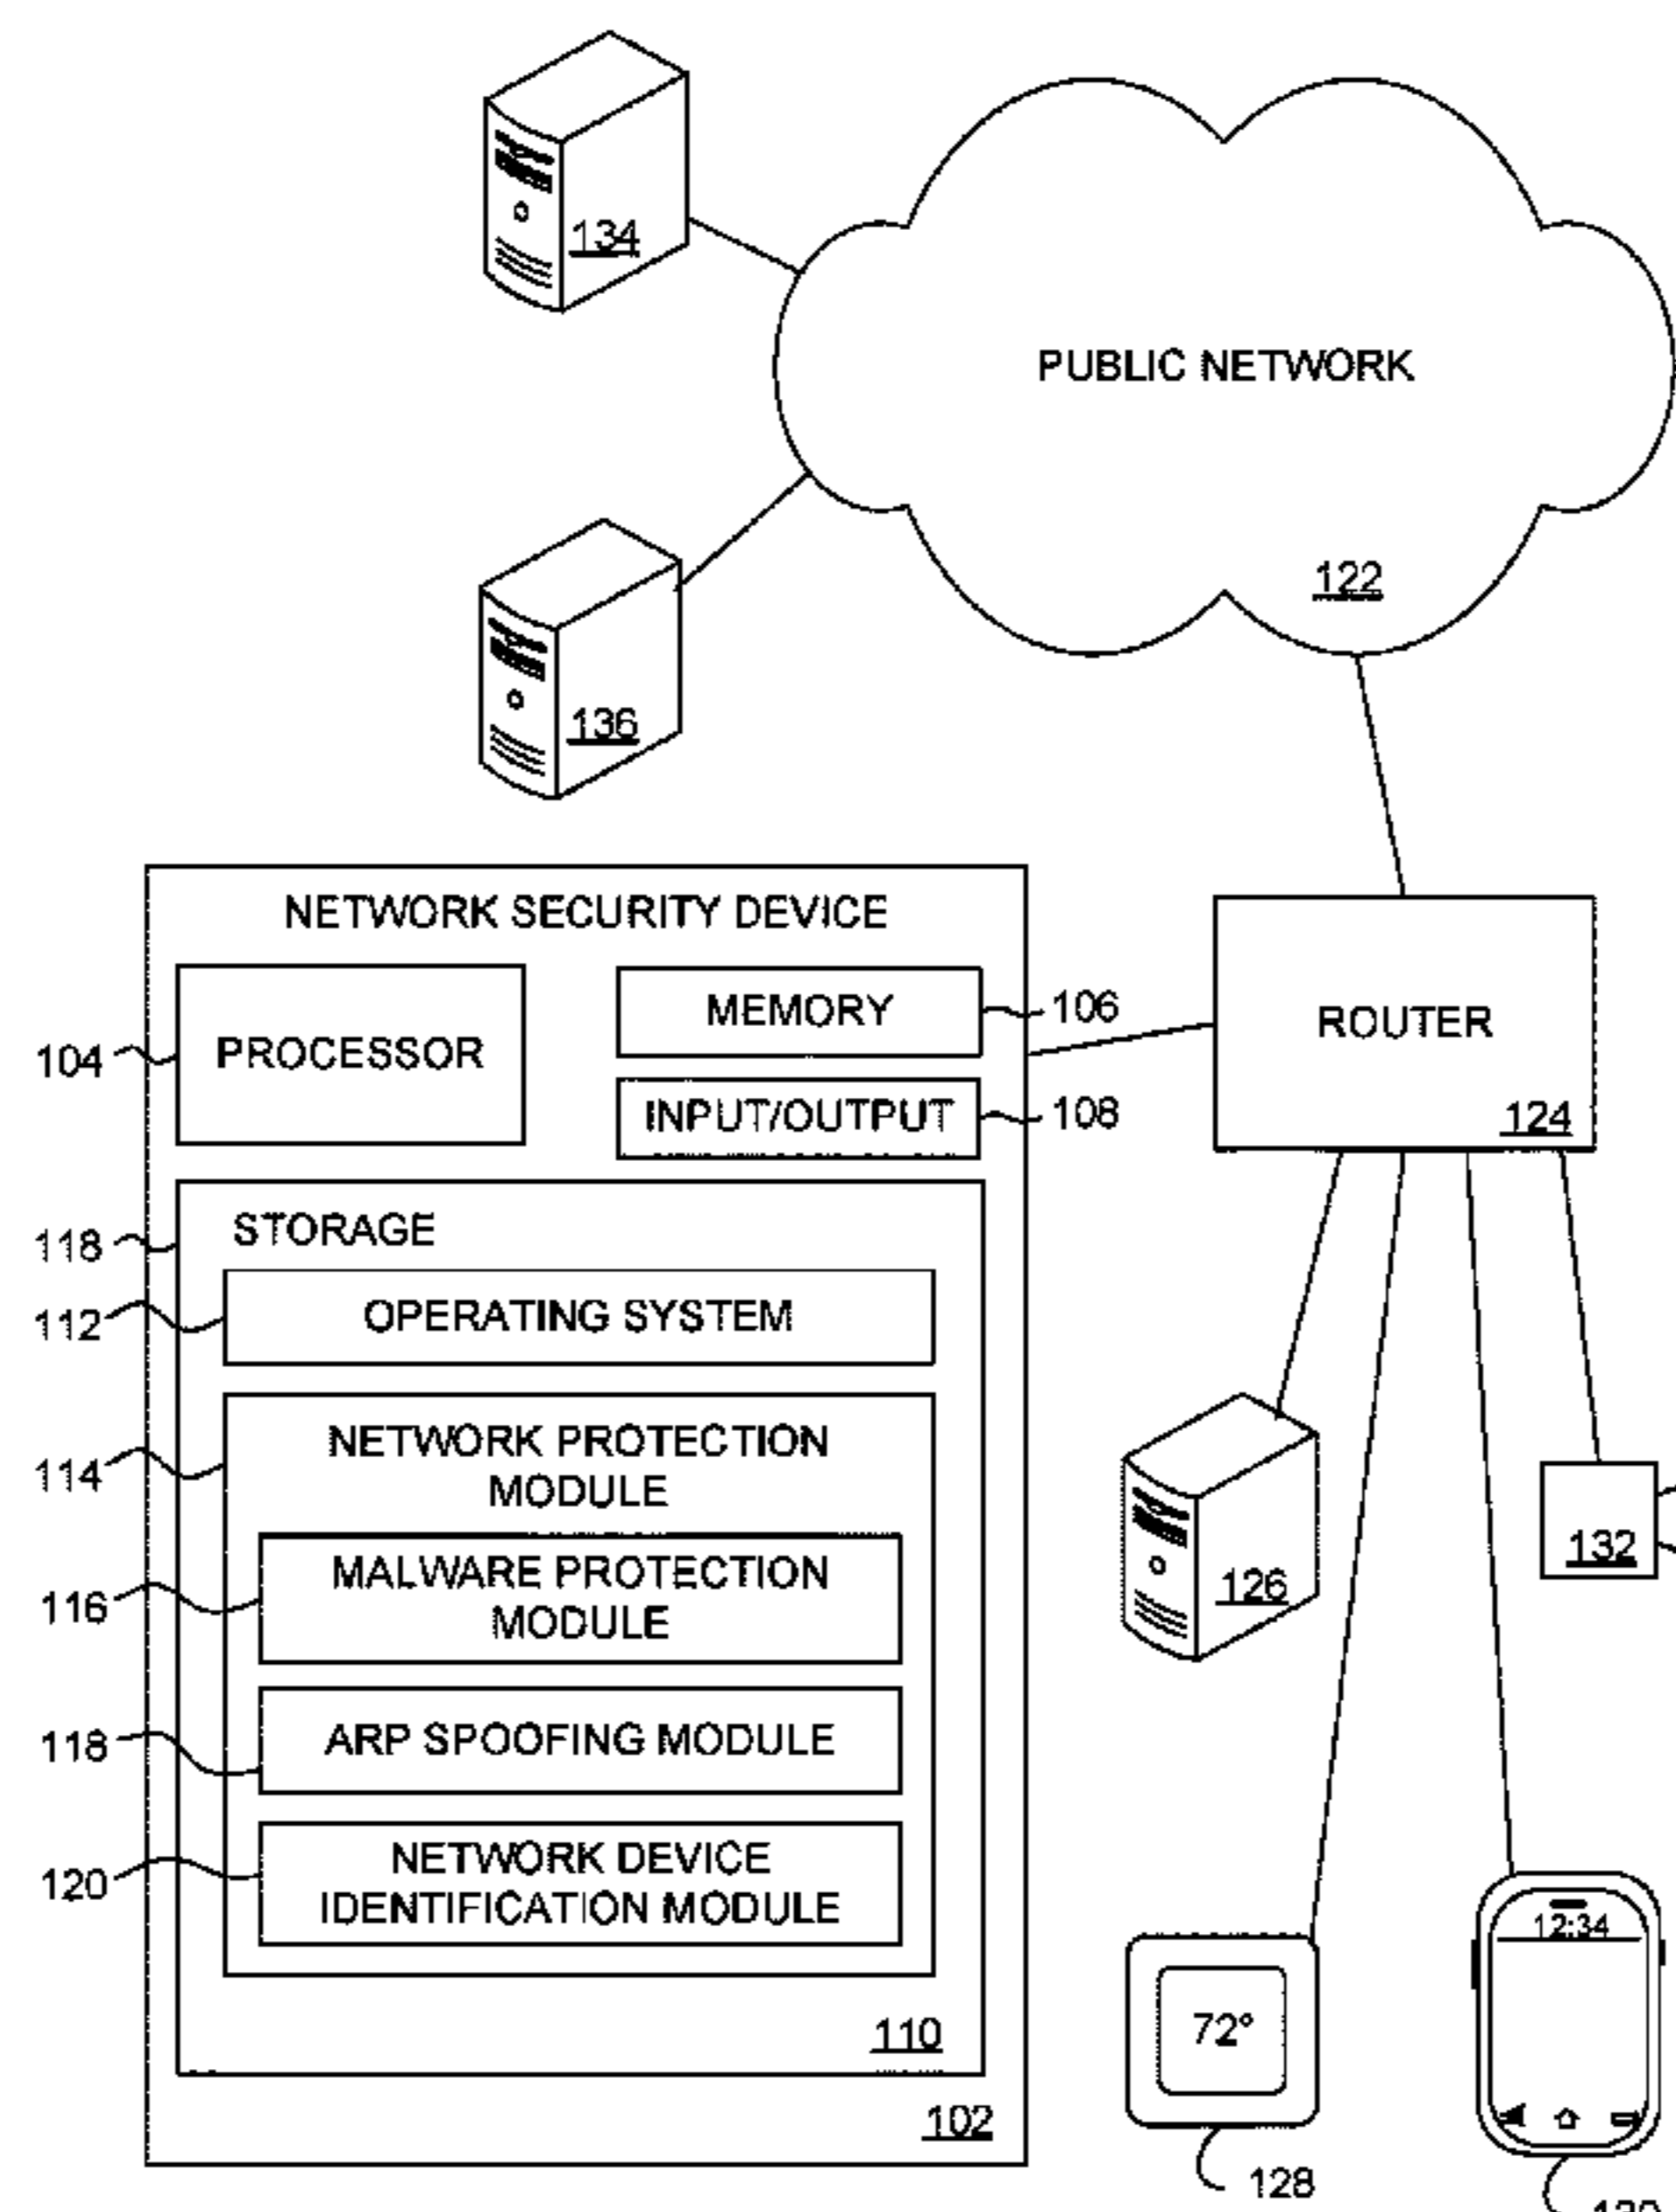 134
PUBLIC NETWORK
122
136
NETWORK SECURITY DEVICE
PROCESSOR
104
MEMORY
106
INPUT/OUTPUT
108
ROUTER
124
118
STORAGE
112
OPERATING SYSTEM
114
NETWORK PROTECTION
MODULE
116
MALWARE PROTECTION
MODULE
118
ARP SPOOFING MODULE
120
NETWORK DEVICE
IDENTIFICATION MODULE
110
102
126
132
72°
128
12:34